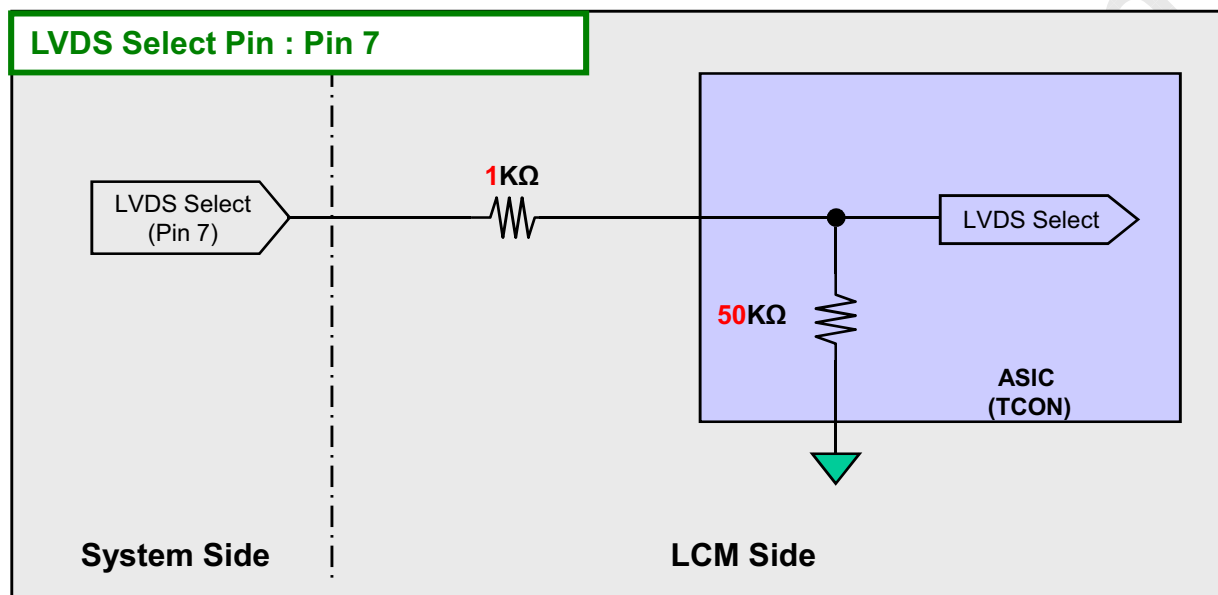 LVDS Select Pin : Pin 7
1KΩ
LVDS Select
(Pin 7)
LVDS Select
50KΩ
ASIC
(TCON)
System Side
LCM Side